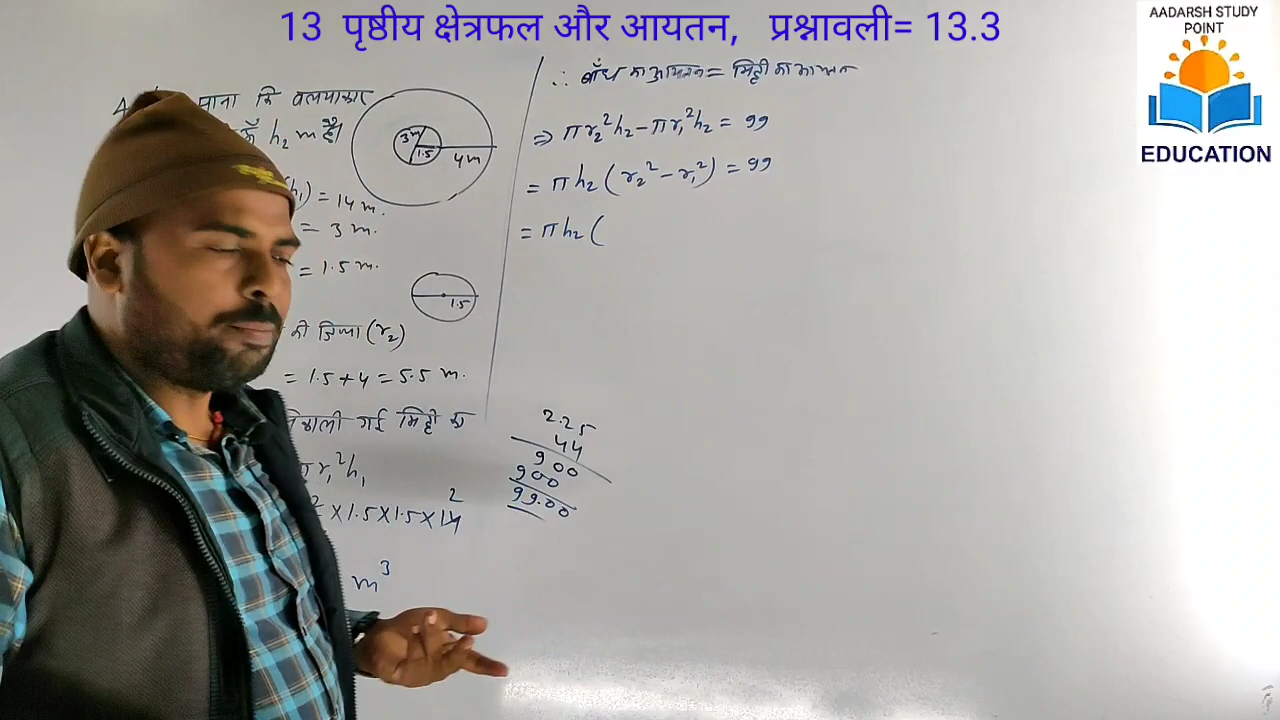 13 पृष्ठीय क्षेत्रफल और आयतन, प्रश्नावली= 13.3
AADARSH STUDY
POINT
EDUCATION
माना कि वलयाकार
h₂ m है।
3m
1.5
4m
h₁) = 14 m.
= 3 m.
= 1.5 m.
1.5
की त्रिज्या (r₂)
= 1.5 + 4 = 5.5 m.
निकाली गई मिट्टी का
πr₁²h₁
² × 1.5 × 1.5 × 14 2
m³
∴ बाँध का आयतन = मिट्टी का आयतन
⇒ πr₂²h₂ – πr₁²h₂ = 99
= πh₂ (r₂² – r₁²) = 99
= πh₂ (
2.25
44
900
900
99.00